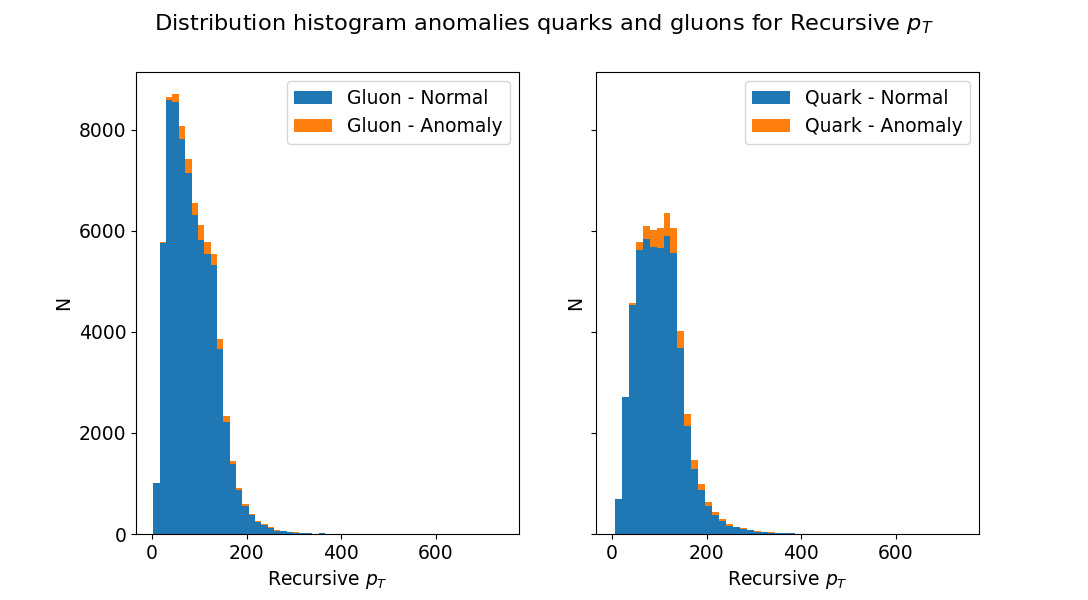 Distribution histogram anomalies quarks and gluons for Recursive $p_T$
Gluon - Normal
Gluon - Anomaly
N
8000
6000
4000
2000
0
0 200 400 600
Recursive $p_T$
Quark - Normal
Quark - Anomaly
N
0 200 400 600
Recursive $p_T$